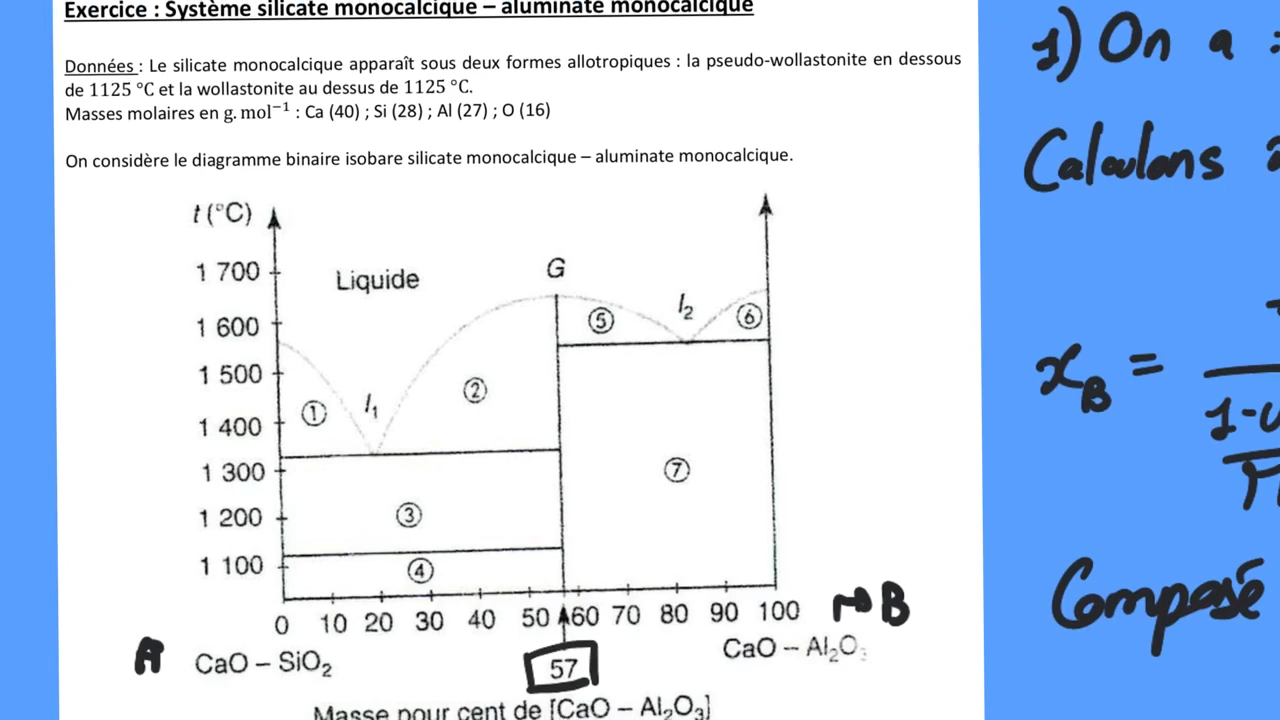 Exercice : Système silicate monocalcique – aluminate monocalcique
Données : Le silicate monocalcique apparaît sous deux formes allotropiques : la pseudo-wollastonite en dessous
de 1125 °C et la wollastonite au dessus de 1125 °C.
Masses molaires en g. mol⁻¹ : Ca (40) ; Si (28) ; Al (27) ; O (16)
On considère le diagramme binaire isobare silicate monocalcique – aluminate monocalcique.
t (°C)
1 700
Liquide
G
1 600
⑤
I₂
⑥
1 500
②
①
I₁
1 400
1 300
⑦
1 200
③
1 100
④
0 10 20 30 40 50 60 70 80 90 100
B
A
CaO – SiO₂
57
CaO – Al₂O₃
Masse pour cent de [CaO – Al₂O₃]
1) On a
Calculons
x_B =
1-
Composé